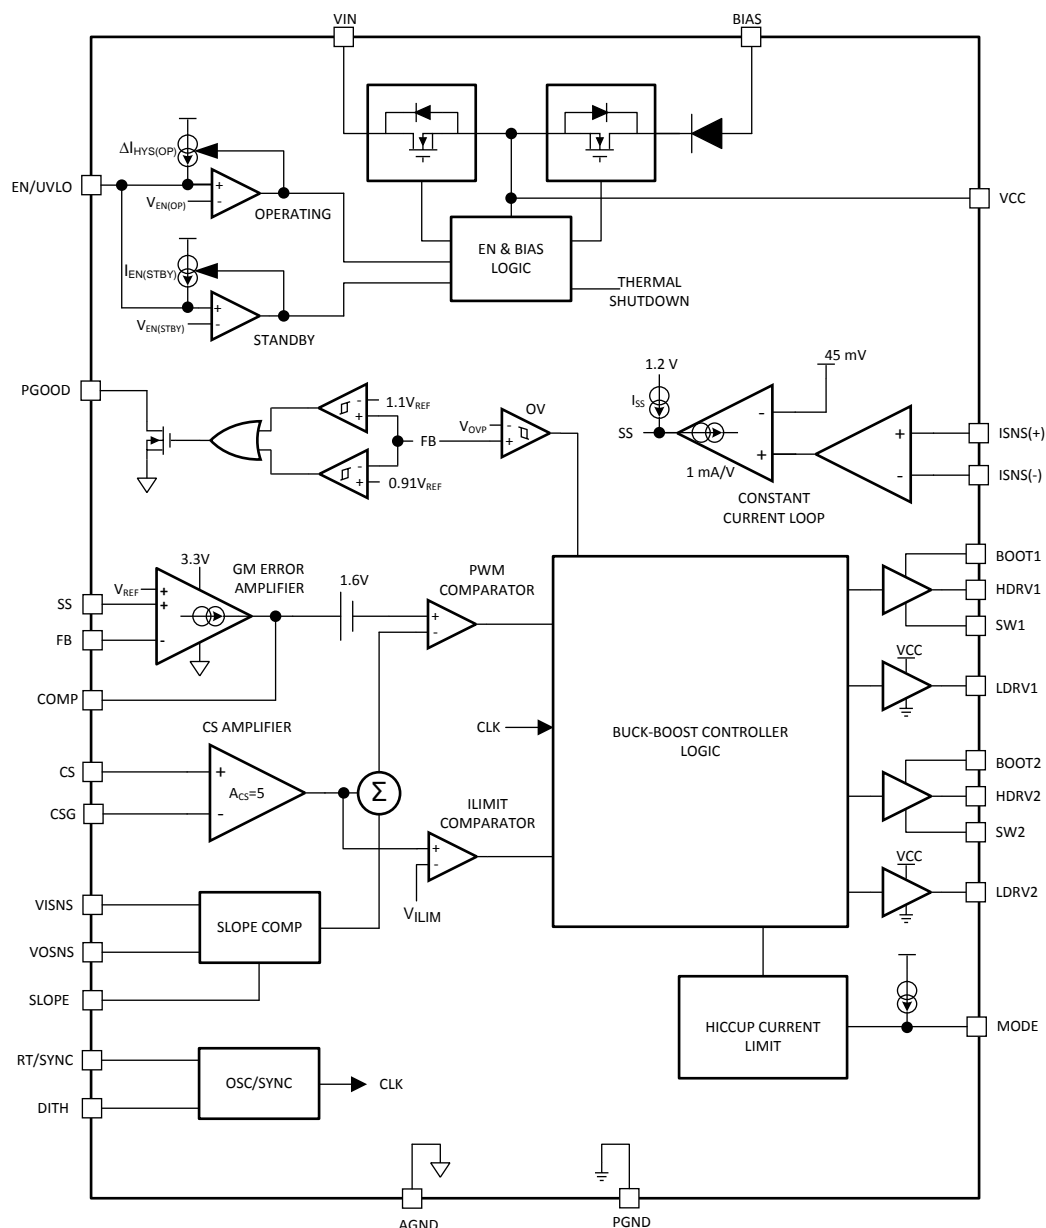 VIN
BIAS
ΔIHYS(OP)
EN/UVLO
+
-
VEN(OP)
OPERATING
VCC
EN & BIAS
LOGIC
IEN(STBY)
+
-
VEN(STBY)
STANDBY
THERMAL
SHUTDOWN
PGOOD
1.1VREF
-
+
FB
-
+
0.91VREF
OV
VOVP
-
+
1.2 V
ISS
SS
45 mV
-
+
1 mA/V
CONSTANT
CURRENT LOOP
+
-
ISNS(+)
ISNS(-)
3.3V
GM ERROR
AMPLIFIER
VREF
+
+
-
SS
FB
COMP
1.6V
PWM
COMPARATOR
+
-
CS AMPLIFIER
CS
CSG
+
-
ACS=5
Σ
ILIMIT
COMPARATOR
+
-
VILIM
CLK
BUCK-BOOST CONTROLLER
LOGIC
BOOT1
HDRV1
SW1
VCC
LDRV1
BOOT2
HDRV2
SW2
VCC
LDRV2
VISNS
VOSNS
SLOPE
SLOPE COMP
HICCUP CURRENT
LIMIT
MODE
RT/SYNC
DITH
OSC/SYNC
CLK
AGND
PGND